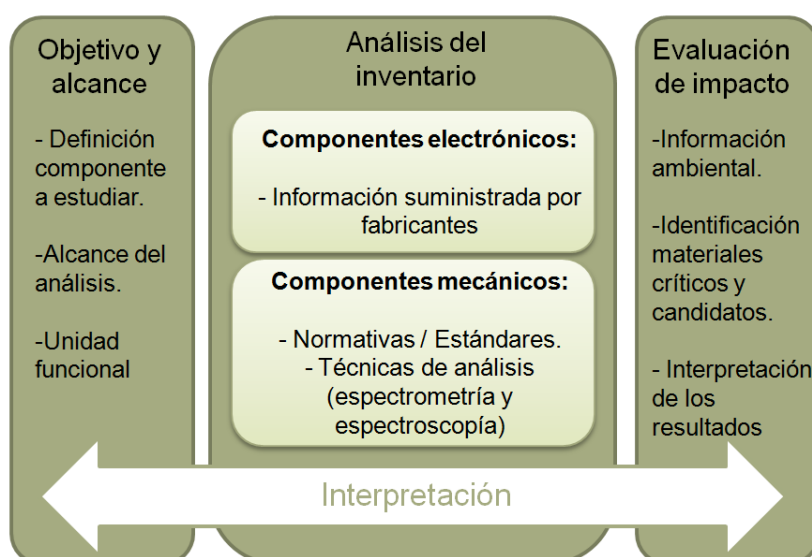 Objetivo y
alcance
- Definición
componente
a estudiar.
-Alcance del
análisis.
-Unidad
funcional
Análisis del
inventario
Componentes electrónicos:
- Información suministrada por
fabricantes
Componentes mecánicos:
- Normativas / Estándares.
- Técnicas de análisis
(espectrometría y
espectroscopía)
Evaluación
de impacto
-Información
ambiental.
-Identificación
materiales
críticos y
candidatos.
- Interpretación
de los
resultados
Interpretación